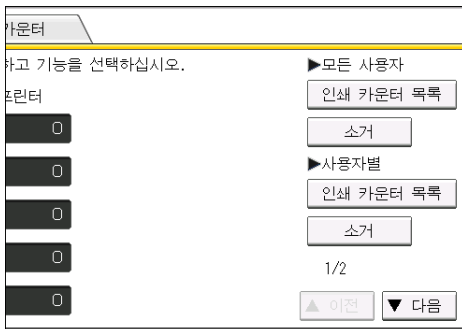 카운터
하고 기능을 선택하십시오.
프린터
0
0
0
0
0
▶모든 사용자
인쇄 카운터 목록
소거
▶사용자별
인쇄 카운터 목록
소거
1/2
▲ 이전
▼ 다음